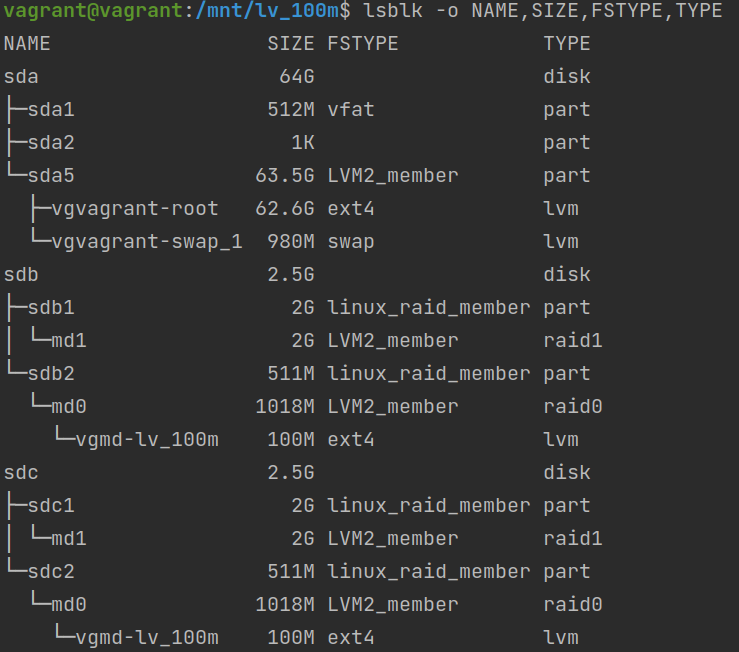 vagrant@vagrant:/mnt/lv_100m$ lsblk -o NAME,SIZE,FSTYPE,TYPE
NAME                  SIZE FSTYPE            TYPE
sda                    64G                   disk
├─sda1                512M vfat              part
├─sda2                  1K                   part
└─sda5               63.5G LVM2_member       part
  ├─vgvagrant-root   62.6G ext4              lvm
  └─vgvagrant-swap_1  980M swap              lvm
sdb                   2.5G                   disk
├─sdb1                  2G linux_raid_member part
│ └─md1                 2G LVM2_member       raid1
└─sdb2                511M linux_raid_member part
  └─md0              1018M LVM2_member       raid0
    └─vgmd-lv_100m    100M ext4              lvm
sdc                   2.5G                   disk
├─sdc1                  2G linux_raid_member part
│ └─md1                 2G LVM2_member       raid1
└─sdc2                511M linux_raid_member part
  └─md0              1018M LVM2_member       raid0
    └─vgmd-lv_100m    100M ext4              lvm